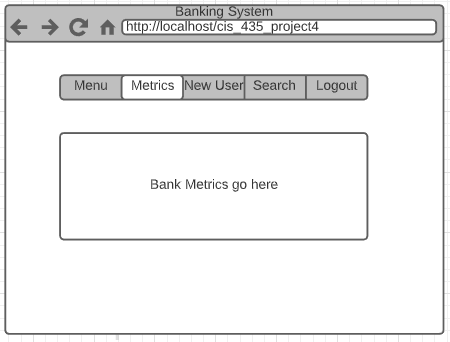 Banking System
http://localhost/cis_435_project4
Menu Metrics New User Search Logout
Bank Metrics go here